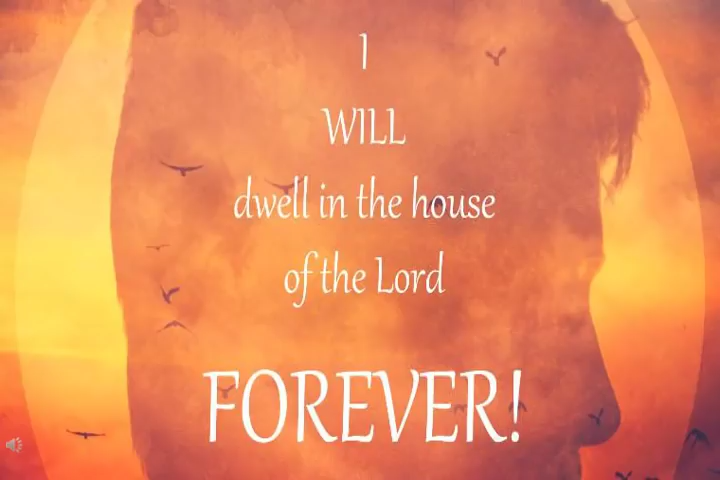 I
WILL
dwell in the house
of the Lord
FOREVER!